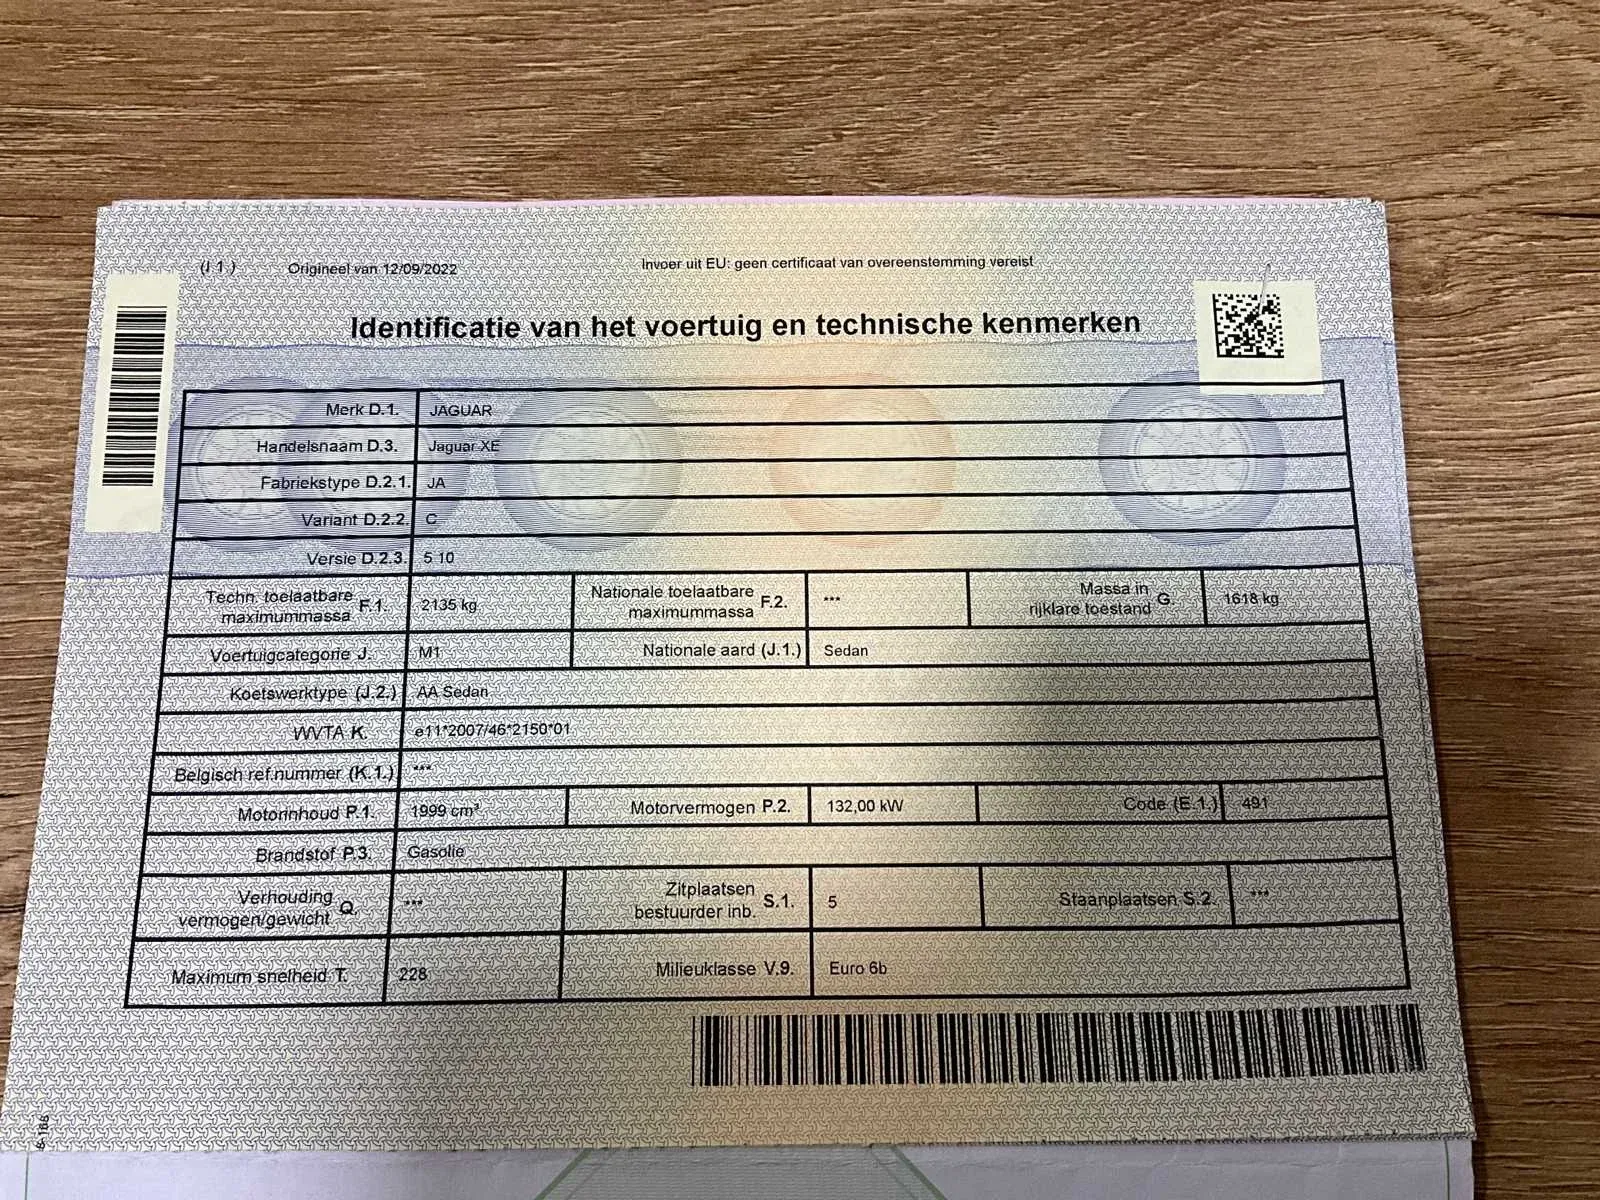 (I.1.) Origineel van 12/09/2022 Invoer uit EU: geen certificaat van overeenstemming vereist
Identificatie van het voertuig en technische kenmerken
Merk D.1. JAGUAR
Handelsnaam D.3. Jaguar XE
Fabriekstype D.2.1. JA
Variant D.2.2. C
Versie D.2.3. 5 10
Techn. toelaatbare maximummassa F.1. 2135 kg Nationale toelaatbare maximummassa F.2. *** Massa in rijklare toestand G. 1618 kg
Voertuigcategorie J. M1 Nationale aard (J.1.) Sedan
Koetswerktype (J.2.) AA Sedan
WVTA K. e11*2007/46*2150*01
Belgisch ref.nummer (K.1.) ***
Motorinhoud P.1. 1999 cm³ Motorvermogen P.2. 132,00 kW Code (E.1.) 491
Brandstof P.3. Gasolie
Verhouding vermogen/gewicht Q. *** Zitplaatsen bestuurder inb. S.1. 5 Staanplaatsen S.2. ***
Maximum snelheid T. 228 Milieuklasse V.9. Euro 6b